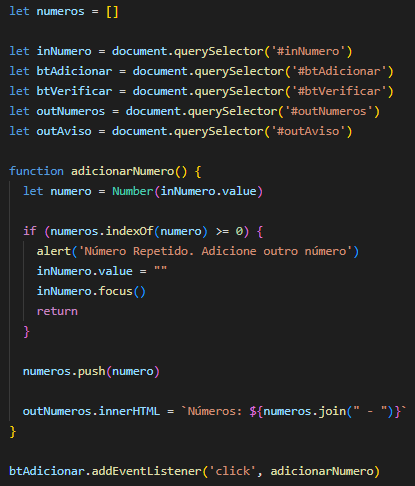 let numeros = []
let inNumero = document.querySelector('#inNumero')
let btAdicionar = document.querySelector('#btAdicionar')
let btVerificar = document.querySelector('#btVerificar')
let outNumeros = document.querySelector('#outNumeros')
let outAviso = document.querySelector('#outAviso')
function adicionarNumero() {
  let numero = Number(inNumero.value)
  if (numeros.indexOf(numero) >= 0) {
    alert('Número Repetido. Adicione outro número')
    inNumero.value = ""
    inNumero.focus()
    return
  }
  numeros.push(numero)
  outNumeros.innerHTML = `Números: ${numeros.join(" - ")}`
}
btAdicionar.addEventListener('click', adicionarNumero)